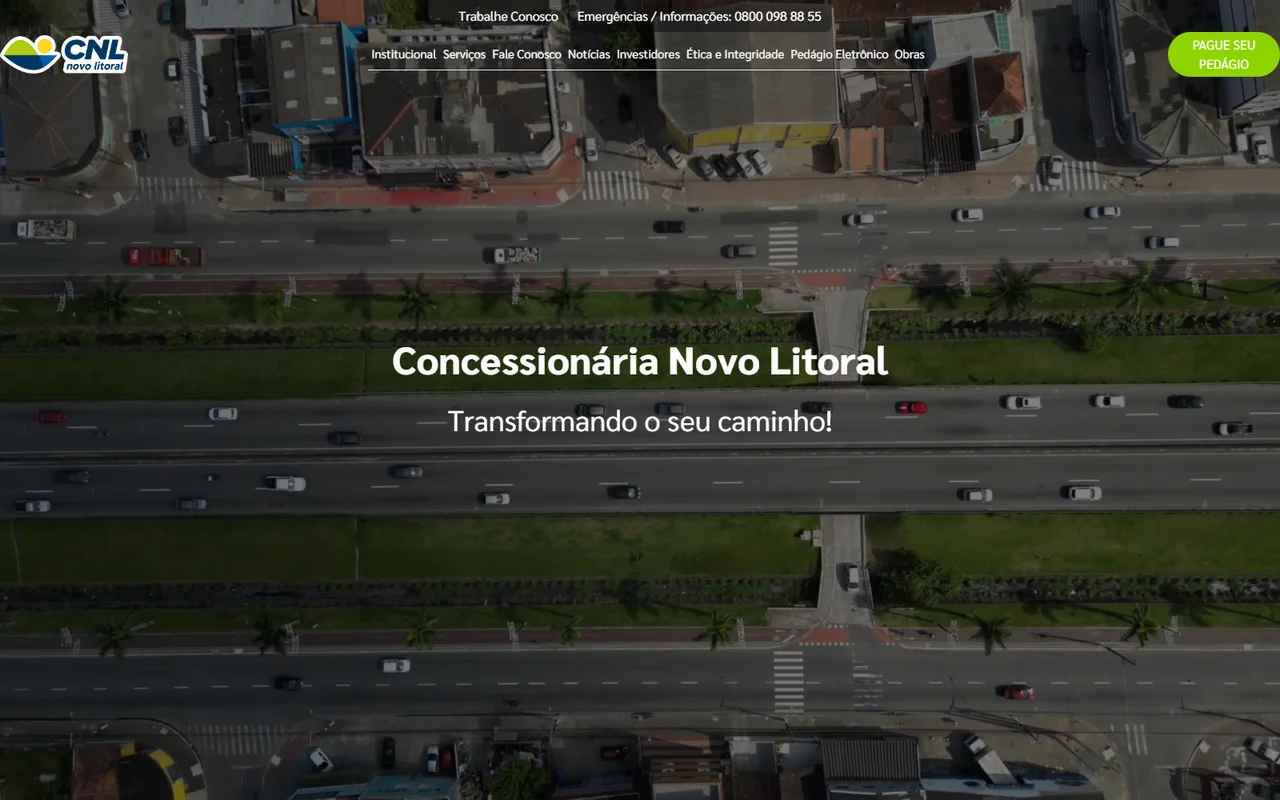 Trabalhe Conosco Emergências / Informações: 0800 098 88 55
CNL
novo litoral
Institucional Serviços Fale Conosco Notícias Investidores Ética e Integridade Pedágio Eletrônico Obras
PAGUE SEU
PEDÁGIO
Concessionária Novo Litoral
Transformando o seu caminho!